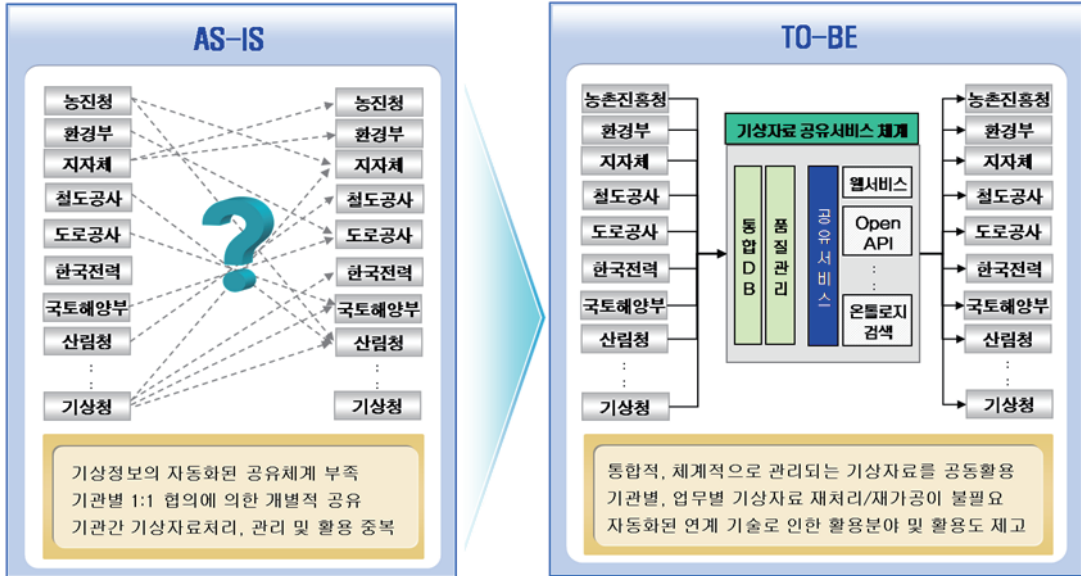 AS-IS
농진청
환경부
지자체
철도공사
도로공사
한국전력
국토해양부
산림청
:
:
기상청
?
농진청
환경부
지자체
철도공사
도로공사
한국전력
국토해양부
산림청
:
:
기상청
기상정보의 자동화된 공유체계 부족
기관별 1:1 협의에 의한 개별적 공유
기관간 기상자료처리, 관리 및 활용 중복
TO-BE
농촌진흥청
환경부
지자체
철도공사
도로공사
한국전력
국토해양부
산림청
:
:
기상청
기상자료 공유서비스 체계
통합DB
품질관리
공유서비스
웹서비스
Open
API
:
:
온톨로지
검색
농촌진흥청
환경부
지자체
철도공사
도로공사
한국전력
국토해양부
산림청
:
:
기상청
통합적, 체계적으로 관리되는 기상자료를 공동활용
기관별, 업무별 기상자료 재처리/재가공이 불필요
자동화된 연계 기술로 인한 활용분야 및 활용도 제고